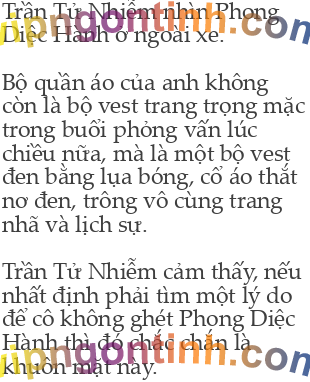 Trần Tử Nhiễm nhìn Phong
Diệc Hành ở ngoài xe.
Bộ quần áo của anh không
còn là bộ vest trang trọng mặc
trong buổi phỏng vấn lúc
chiều nữa, mà là một bộ vest
đen bằng lụa bóng, cổ áo thắt
nơ đen, trông vô cùng trang
nhã và lịch sự.
Trần Tử Nhiễm cảm thấy, nếu
nhất định phải tìm một lý do
để cô không ghét Phong Diệc
Hành thì đó chắc chắn là
khuôn mặt này.
vipngontinh.com